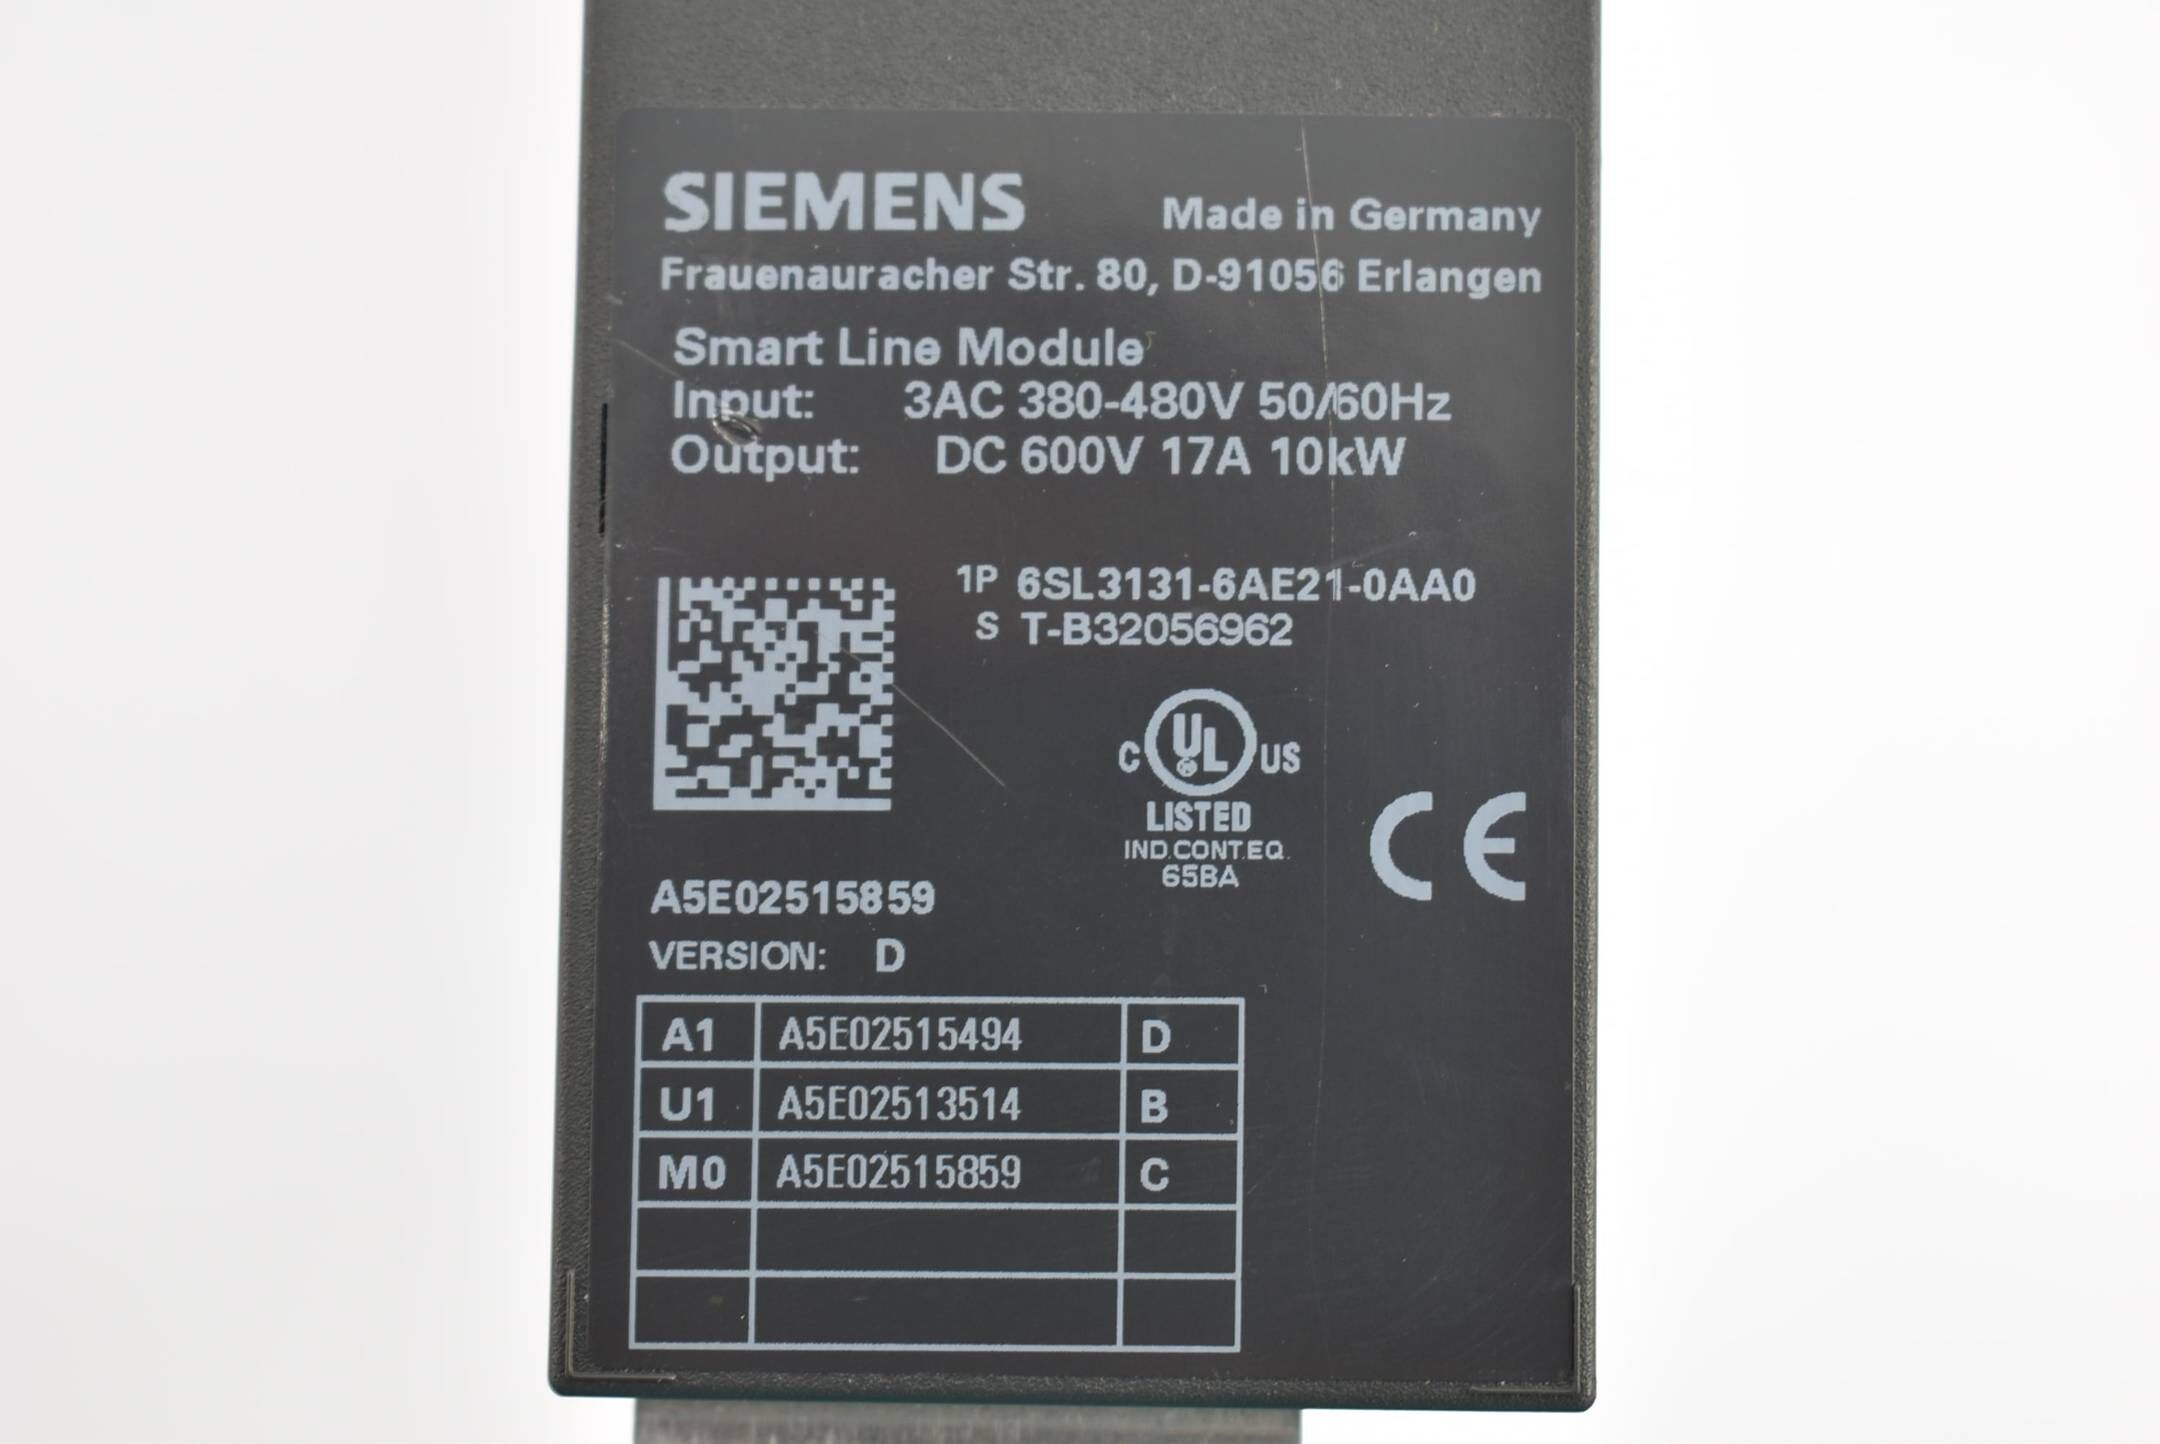 SIEMENS Made in Germany
Frauenauracher Str. 80, D-91056 Erlangen
Smart Line Module
Input: 3AC 380-480V 50/60Hz
Output: DC 600V 17A 10kW
1P 6SL3131-6AE21-0AA0
S T-B32056962
C UL US
LISTED
IND.CONT.EQ.
65BA
CE
A5E02515859
VERSION: D
A1 A5E02515494 D
U1 A5E02513514 B
M0 A5E02515859 C